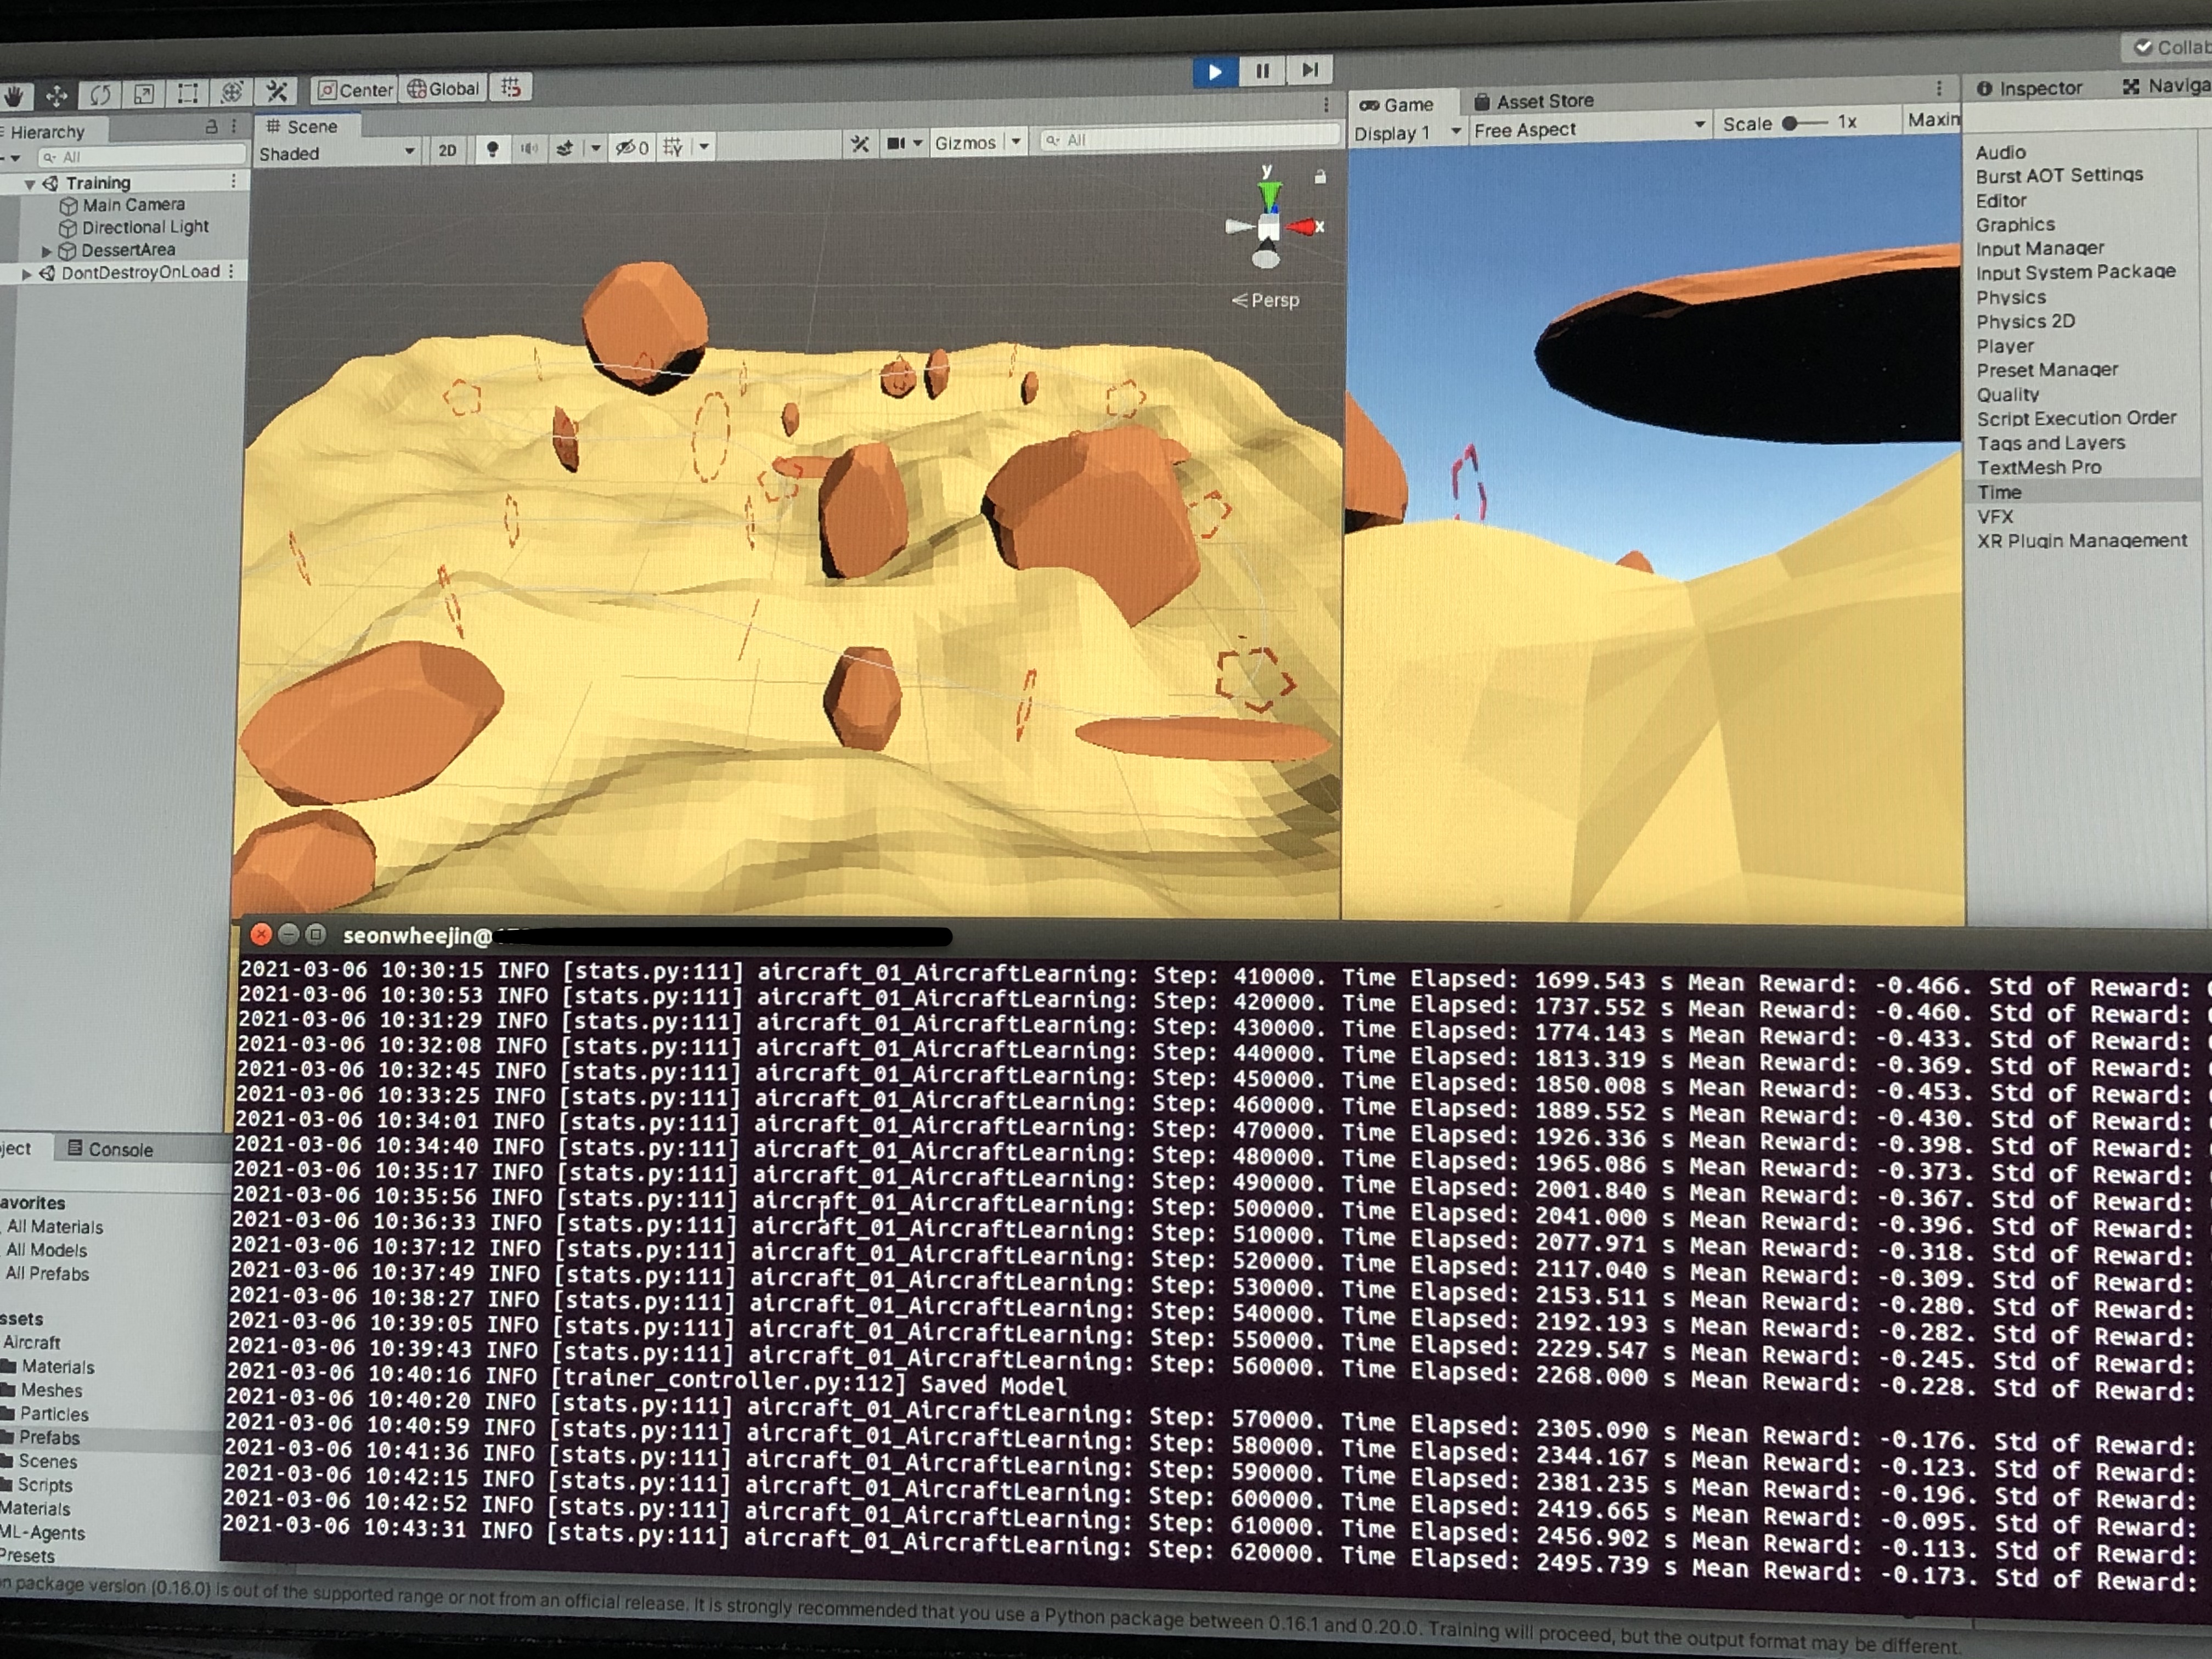 Collab
Center Global
Hierarchy
All
Training
Main Camera
Directional Light
DessertArea
DontDestroyOnLoad
Scene
Shaded 2D 0 Gizmos All
y
x
Persp
Game Asset Store
Display 1 Free Aspect Scale 1x Maxim
Inspector Naviga
Audio
Burst AOT Settings
Editor
Graphics
Input Manager
Input System Package
Physics
Physics 2D
Player
Preset Manager
Quality
Script Execution Order
Tags and Layers
TextMesh Pro
Time
VFX
XR Plugin Management
seonwheejin@
2021-03-06 10:30:15 INFO [stats.py:111] aircraft_01_AircraftLearning: Step: 410000. Time Elapsed: 1699.543 s Mean Reward: -0.466. Std of Reward:
2021-03-06 10:30:53 INFO [stats.py:111] aircraft_01_AircraftLearning: Step: 420000. Time Elapsed: 1737.552 s Mean Reward: -0.460. Std of Reward:
2021-03-06 10:31:29 INFO [stats.py:111] aircraft_01_AircraftLearning: Step: 430000. Time Elapsed: 1774.143 s Mean Reward: -0.433. Std of Reward:
2021-03-06 10:32:08 INFO [stats.py:111] aircraft_01_AircraftLearning: Step: 440000. Time Elapsed: 1813.319 s Mean Reward: -0.369. Std of Reward:
2021-03-06 10:32:45 INFO [stats.py:111] aircraft_01_AircraftLearning: Step: 450000. Time Elapsed: 1850.008 s Mean Reward: -0.453. Std of Reward:
2021-03-06 10:33:25 INFO [stats.py:111] aircraft_01_AircraftLearning: Step: 460000. Time Elapsed: 1889.552 s Mean Reward: -0.430. Std of Reward:
2021-03-06 10:34:01 INFO [stats.py:111] aircraft_01_AircraftLearning: Step: 470000. Time Elapsed: 1926.336 s Mean Reward: -0.398. Std of Reward:
2021-03-06 10:34:40 INFO [stats.py:111] aircraft_01_AircraftLearning: Step: 480000. Time Elapsed: 1965.086 s Mean Reward: -0.373. Std of Reward:
2021-03-06 10:35:17 INFO [stats.py:111] aircraft_01_AircraftLearning: Step: 490000. Time Elapsed: 2001.840 s Mean Reward: -0.367. Std of Reward:
2021-03-06 10:35:56 INFO [stats.py:111] aircraft_01_AircraftLearning: Step: 500000. Time Elapsed: 2041.000 s Mean Reward: -0.396. Std of Reward:
2021-03-06 10:36:33 INFO [stats.py:111] aircraft_01_AircraftLearning: Step: 510000. Time Elapsed: 2077.971 s Mean Reward: -0.318. Std of Reward:
2021-03-06 10:37:12 INFO [stats.py:111] aircraft_01_AircraftLearning: Step: 520000. Time Elapsed: 2117.040 s Mean Reward: -0.309. Std of Reward:
2021-03-06 10:37:49 INFO [stats.py:111] aircraft_01_AircraftLearning: Step: 530000. Time Elapsed: 2153.511 s Mean Reward: -0.280. Std of Reward:
2021-03-06 10:38:27 INFO [stats.py:111] aircraft_01_AircraftLearning: Step: 540000. Time Elapsed: 2192.193 s Mean Reward: -0.282. Std of Reward:
2021-03-06 10:39:05 INFO [stats.py:111] aircraft_01_AircraftLearning: Step: 550000. Time Elapsed: 2229.547 s Mean Reward: -0.245. Std of Reward:
2021-03-06 10:39:43 INFO [stats.py:111] aircraft_01_AircraftLearning: Step: 560000. Time Elapsed: 2268.000 s Mean Reward: -0.228. Std of Reward:
2021-03-06 10:40:16 INFO [trainer_controller.py:112] Saved Model
2021-03-06 10:40:20 INFO [stats.py:111] aircraft_01_AircraftLearning: Step: 570000. Time Elapsed: 2305.090 s Mean Reward: -0.176. Std of Reward:
2021-03-06 10:40:59 INFO [stats.py:111] aircraft_01_AircraftLearning: Step: 580000. Time Elapsed: 2344.167 s Mean Reward: -0.123. Std of Reward:
2021-03-06 10:41:36 INFO [stats.py:111] aircraft_01_AircraftLearning: Step: 590000. Time Elapsed: 2381.235 s Mean Reward: -0.196. Std of Reward:
2021-03-06 10:42:15 INFO [stats.py:111] aircraft_01_AircraftLearning: Step: 600000. Time Elapsed: 2419.665 s Mean Reward: -0.095. Std of Reward:
2021-03-06 10:42:52 INFO [stats.py:111] aircraft_01_AircraftLearning: Step: 610000. Time Elapsed: 2456.902 s Mean Reward: -0.113. Std of Reward:
2021-03-06 10:43:31 INFO [stats.py:111] aircraft_01_AircraftLearning: Step: 620000. Time Elapsed: 2495.739 s Mean Reward: -0.173. Std of Reward:
ject Console
avorites
All Materials
All Models
All Prefabs
ssets
Aircraft
Materials
Meshes
Particles
Prefabs
Scenes
Scripts
Materials
ML-Agents
Presets
n package version (0.16.0) is out of the supported range or not from an official release. It is strongly recommended that you use a Python package between 0.16.1 and 0.20.0. Training will proceed, but the output format may be different.